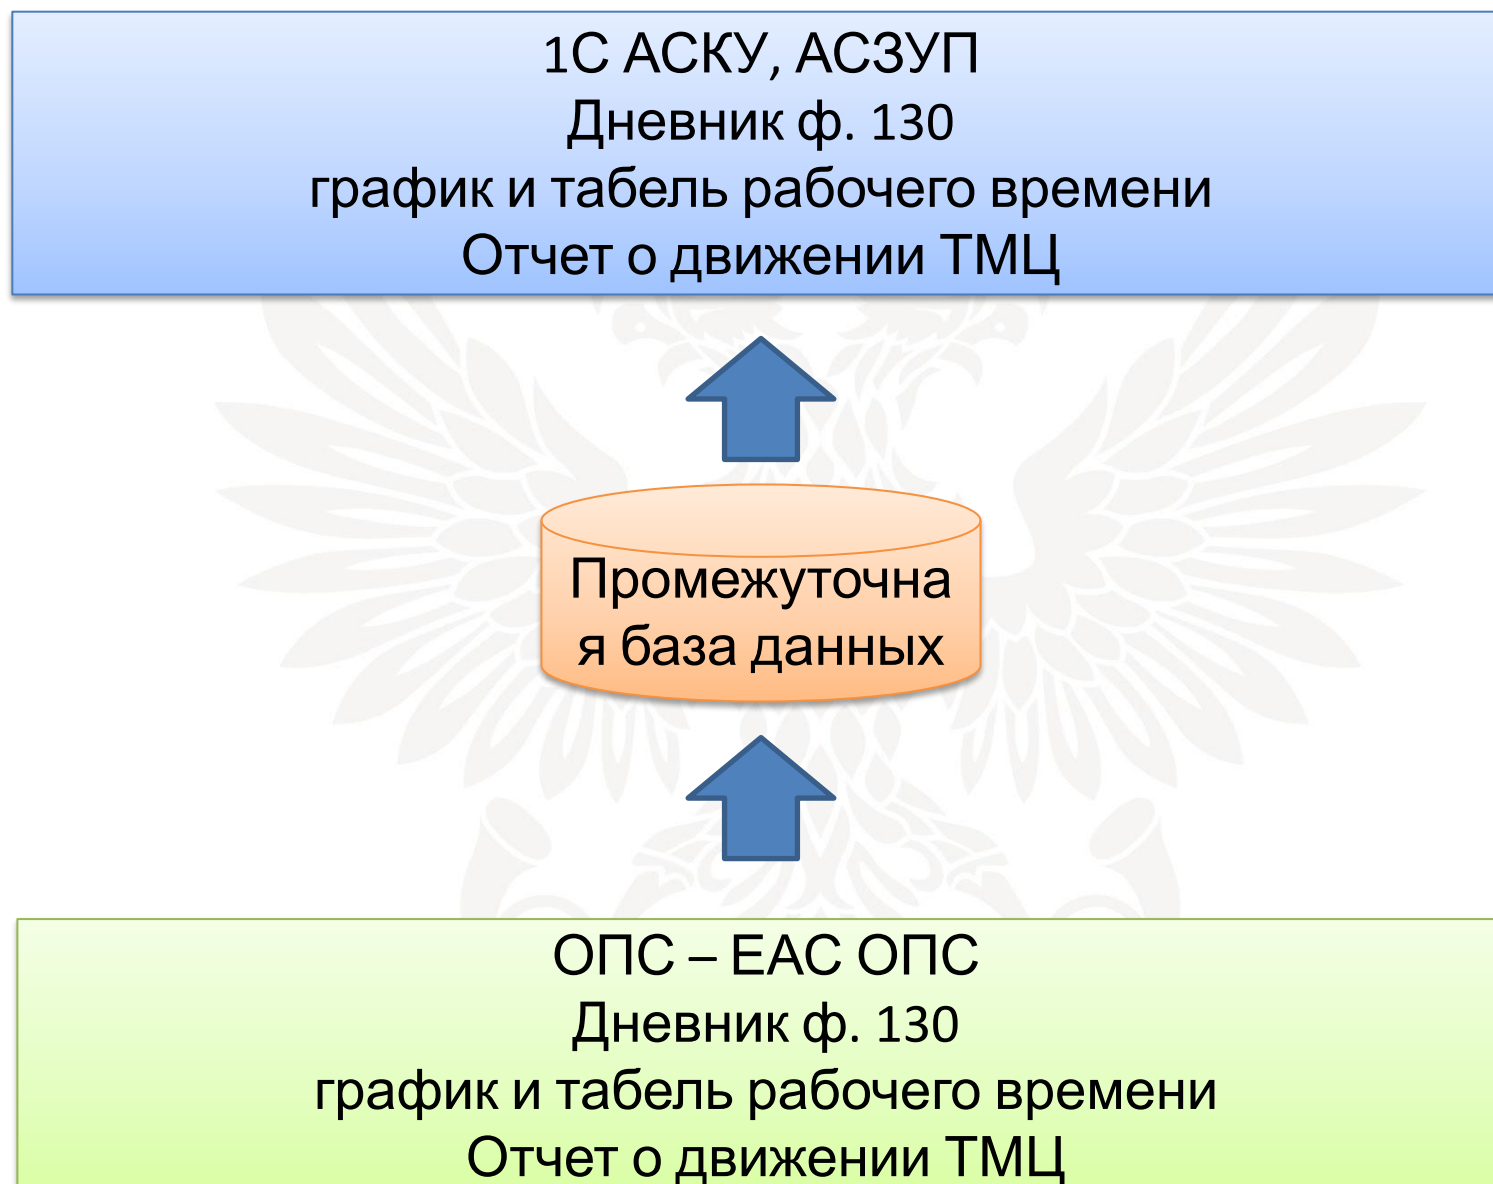 1С АСКУ, АСЗУП
Дневник ф. 130
график и табель рабочего времени
Отчет о движении ТМЦ
Промежуточна
я база данных
ОПС – ЕАС ОПС
Дневник ф. 130
график и табель рабочего времени
Отчет о движении ТМЦ